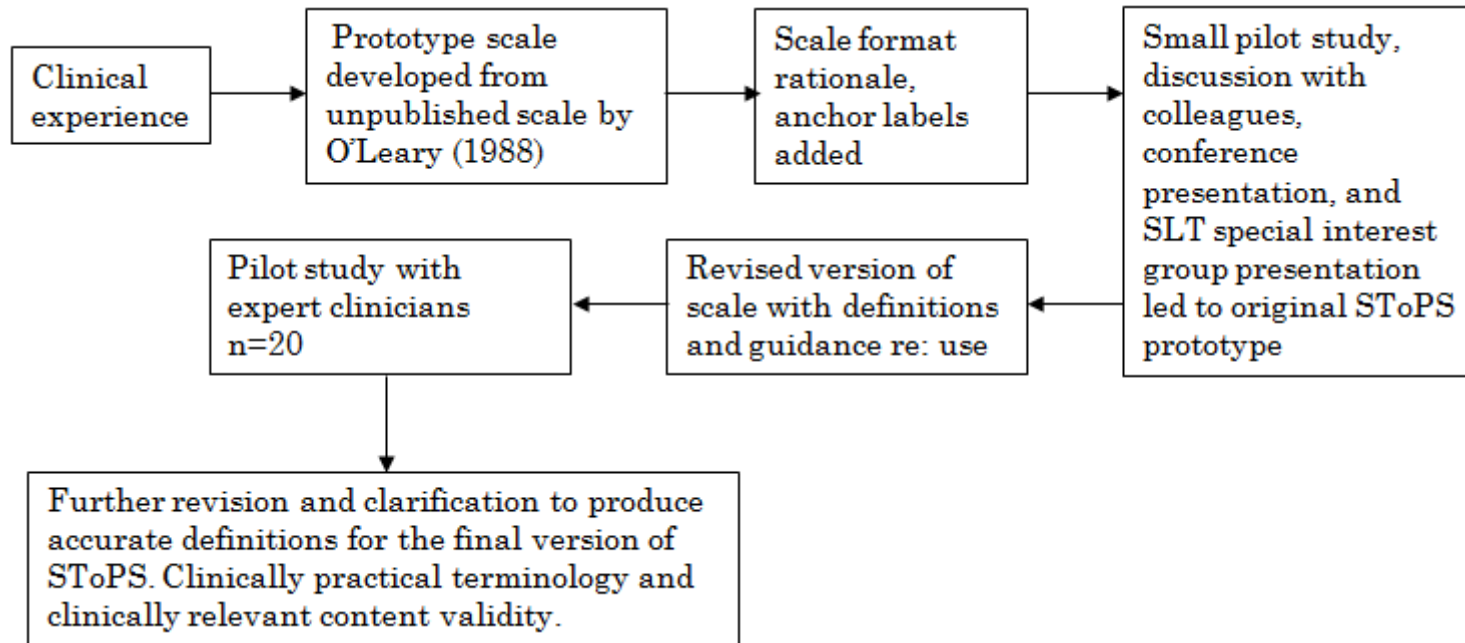 Clinical
experience
Prototype scale
developed from
unpublished scale by
O'Leary (1988)
Scale format
rationale,
anchor labels
added
Small pilot study,
discussion with
colleagues,
conference
presentation, and
SLT special interest
group presentation
led to original SToPS
prototype
Revised version of
scale with definitions
and guidance re: use
Pilot study with
expert clinicians
n=20
Further revision and clarification to produce
accurate definitions for the final version of
SToPS. Clinically practical terminology and
clinically relevant content validity.